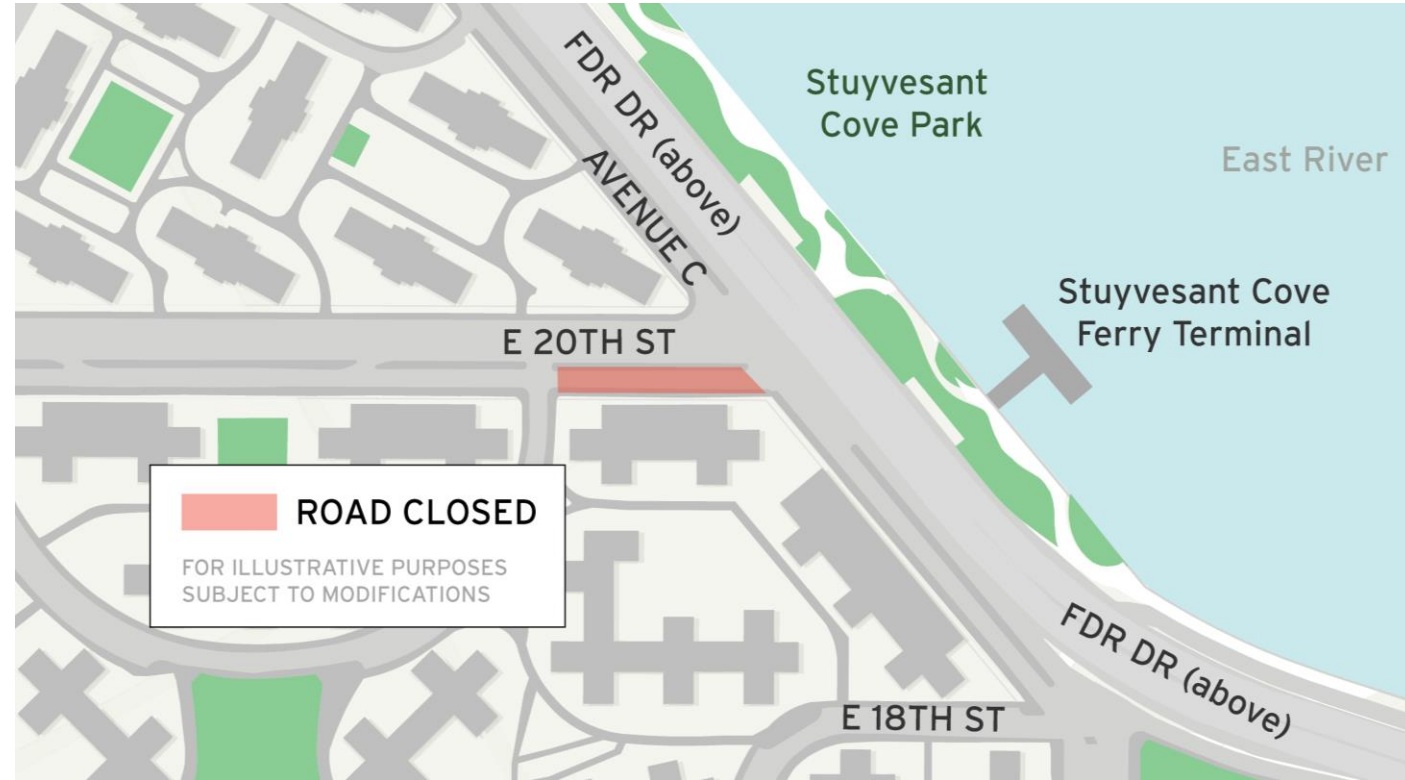 FDR DR (above)
Stuyvesant
Cove Park
East River
AVENUE C
Stuyvesant Cove
Ferry Terminal
E 20TH ST
ROAD CLOSED
FOR ILLUSTRATIVE PURPOSES
SUBJECT TO MODIFICATIONS
FDR DR (above)
E 18TH ST